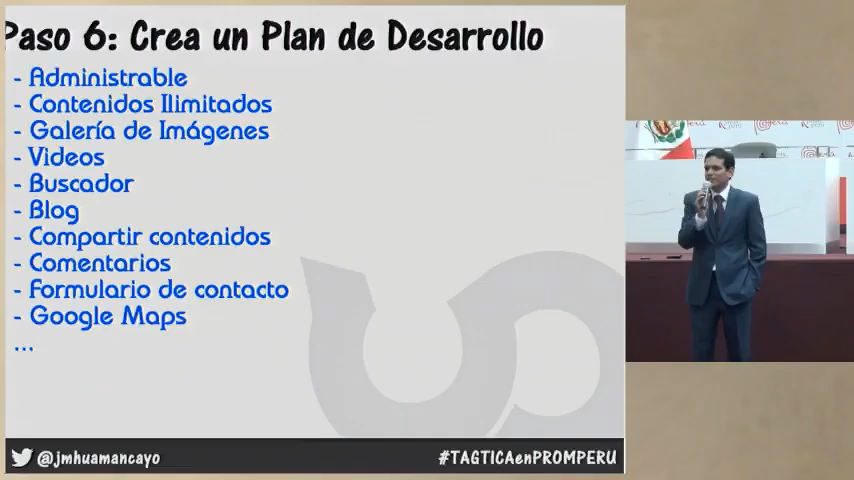 Paso 6: Crea un Plan de Desarrollo
- Administrable
- Contenidos Ilimitados
- Galería de Imágenes
- Videos
- Buscador
- Blog
- Compartir contenidos
- Comentarios
- Formulario de contacto
- Google Maps
...
@jmhuamancayo
#TAGTICAenPROMPERU